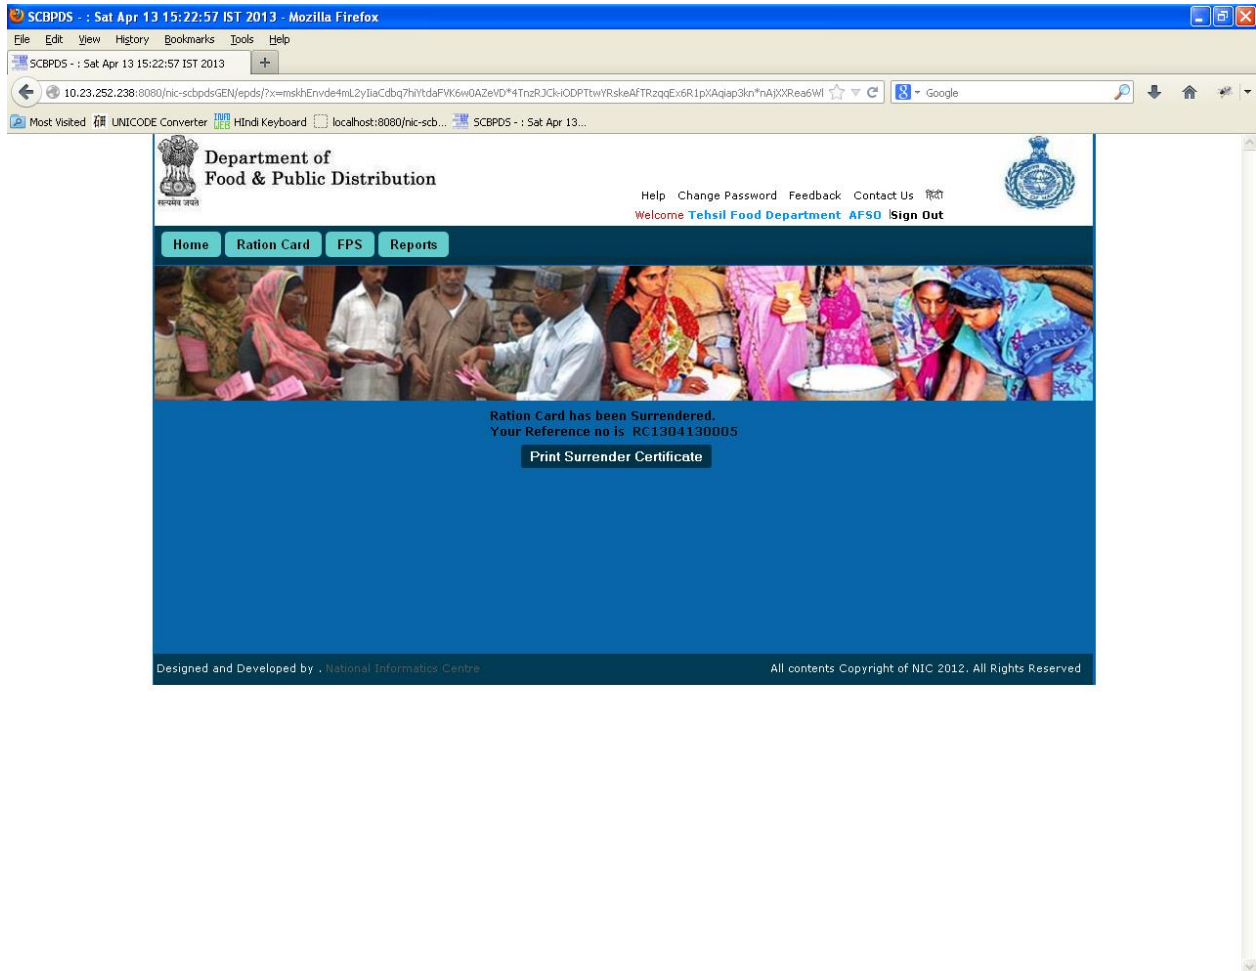 SCBPDS - : Sat Apr 13 15:22:57 IST 2013 - Mozilla Firefox
File Edit View History Bookmarks Tools Help
SCBPDS - : Sat Apr 13 15:22:57 IST 2013
10.23.252.238:8080/nic-scbpdsGEN/epds/
Google
Most Visited UNICODE Converter HIndi Keyboard localhost:8080/nic-scb... SCBPDS - : Sat Apr 13...
सत्यमेव जयते
Department of
Food & Public Distribution
Help Change Password Feedback Contact Us हिंदी
Welcome Tehsil Food Department AFSO Sign Out
Home Ration Card FPS Reports
Ration Card has been Surrendered.
Your Reference no is RC1304130005
Print Surrender Certificate
Designed and Developed by . National Informatics Centre
All contents Copyright of NIC 2012. All Rights Reserved